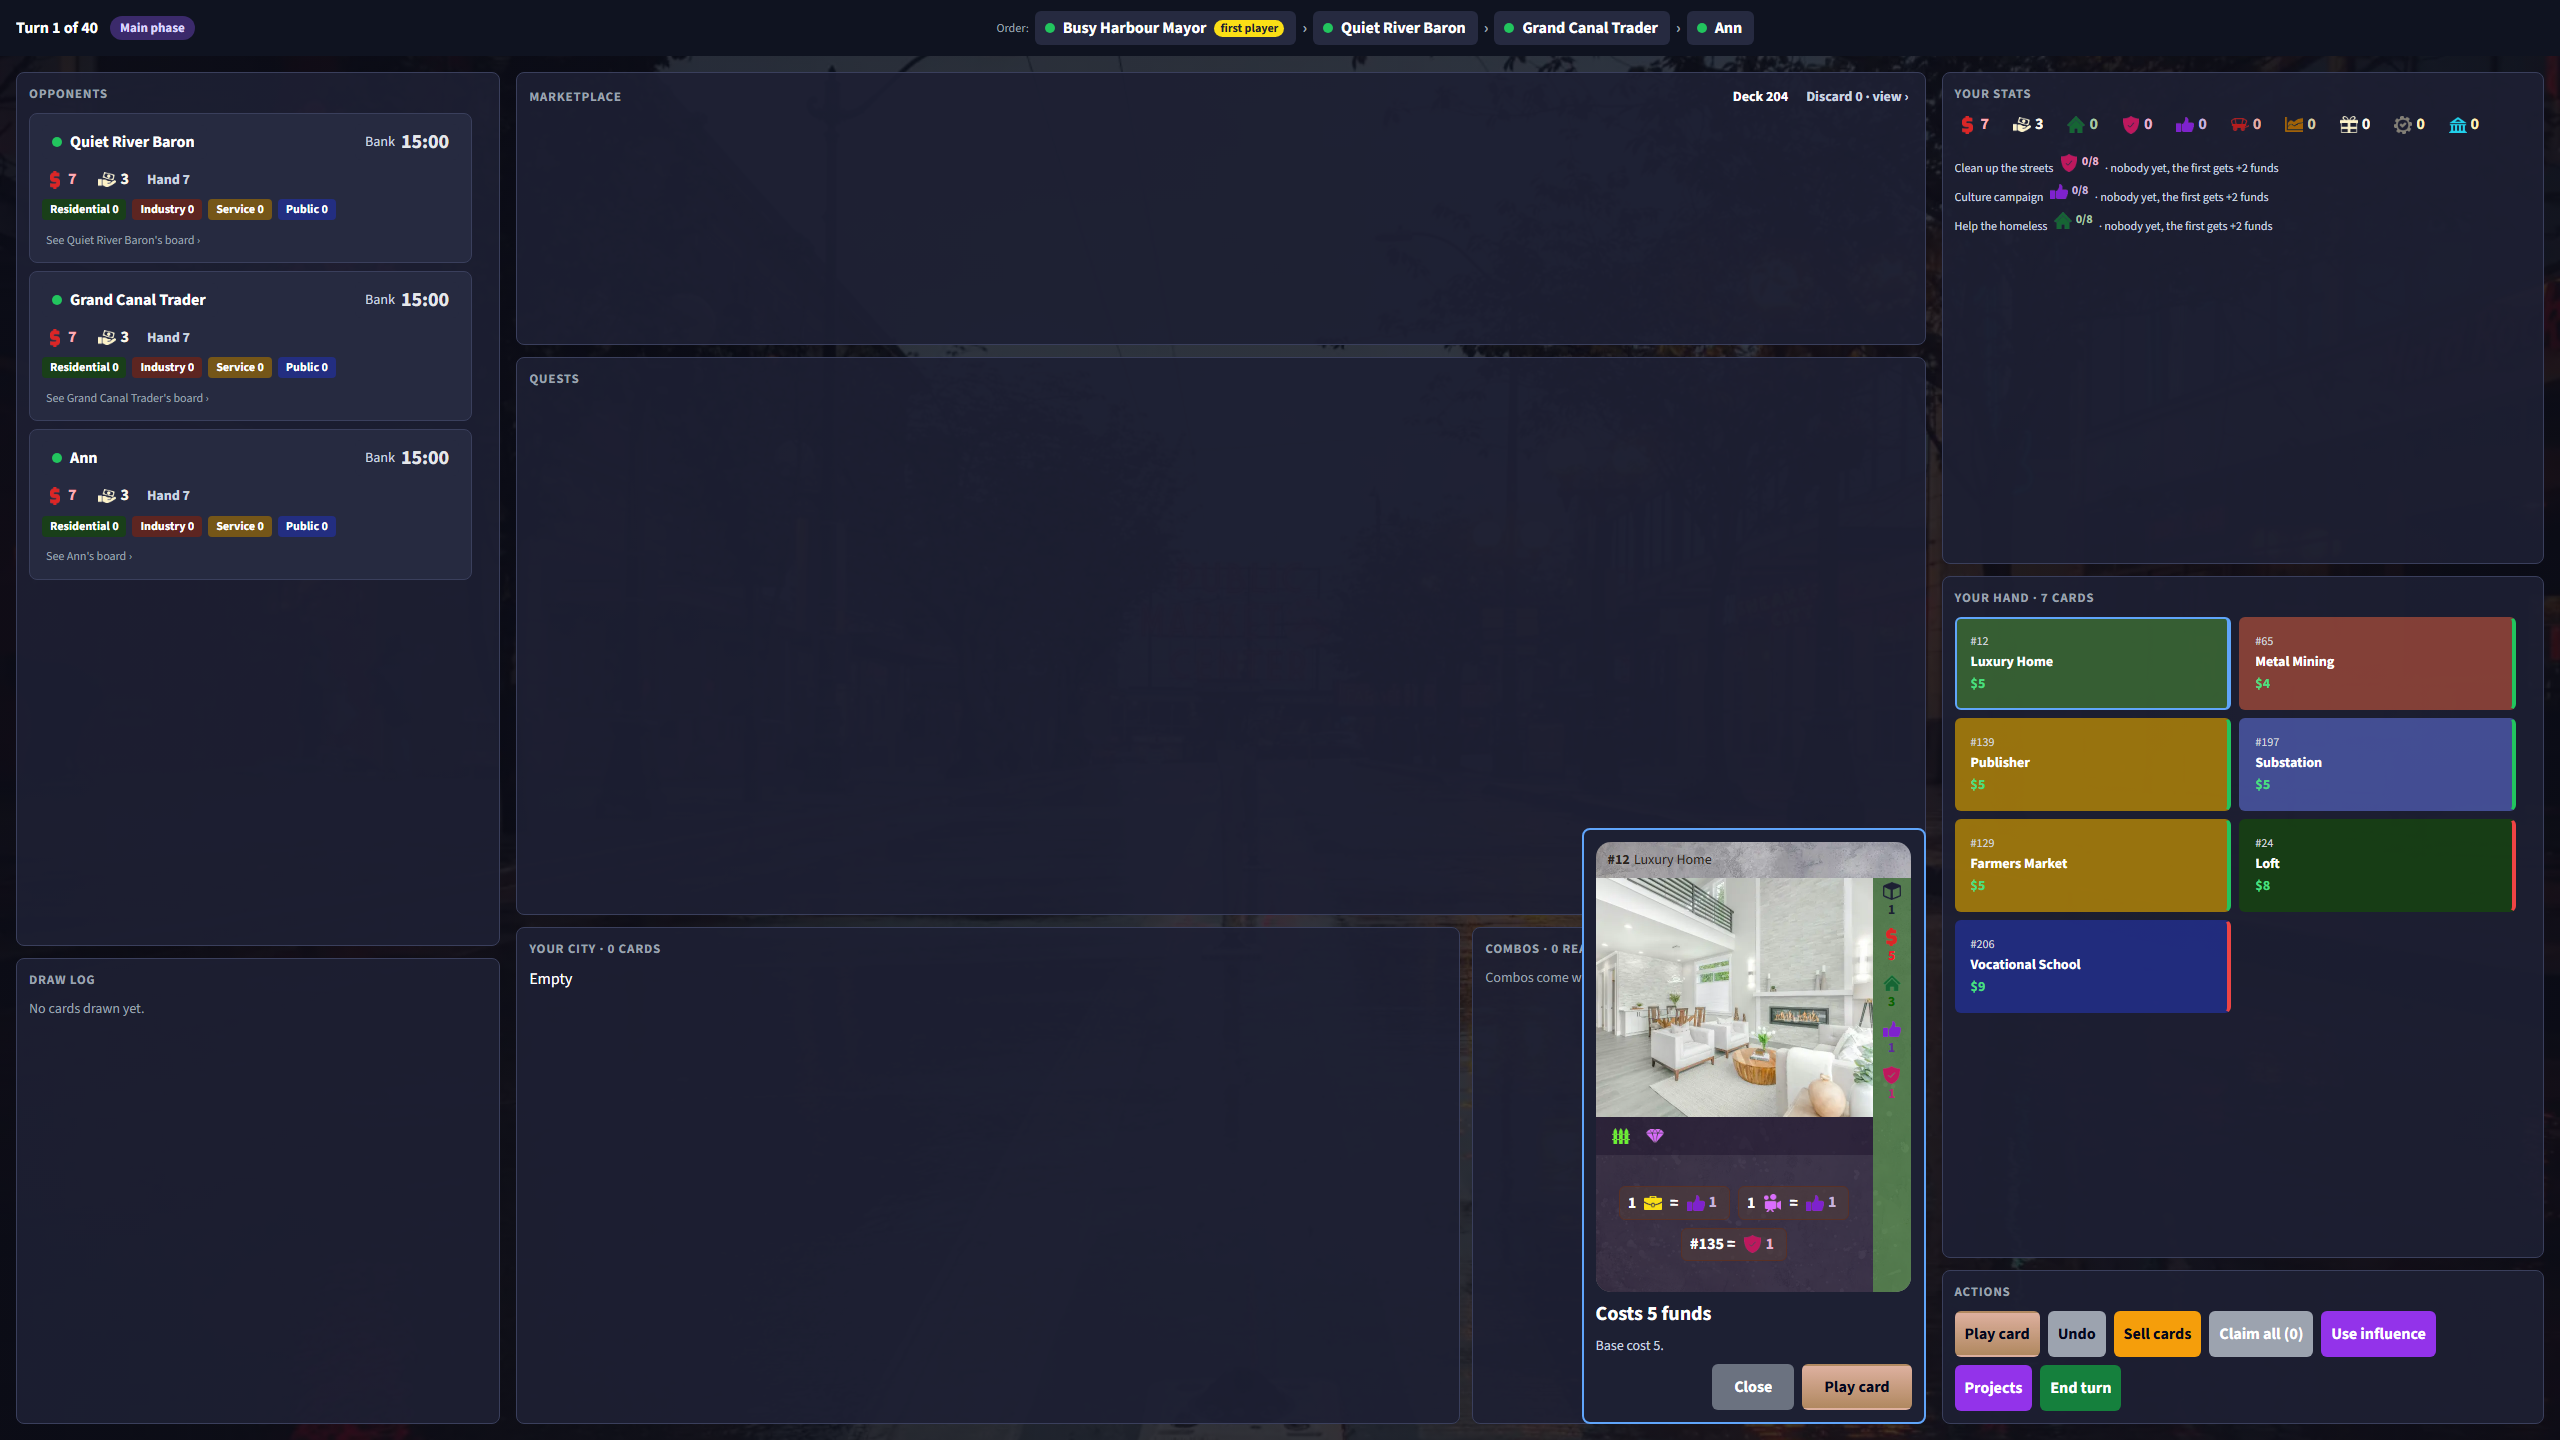 Turn 1 of 40 Main phase Order: Busy Harbour Mayor first player › Quiet River Baron › Grand Canal Trader › Ann
OPPONENTS
Quiet River Baron Bank 15:00
7 3 Hand 7
Residential 0 Industry 0 Service 0 Public 0
See Quiet River Baron's board ›
Grand Canal Trader Bank 15:00
7 3 Hand 7
Residential 0 Industry 0 Service 0 Public 0
See Grand Canal Trader's board ›
Ann Bank 15:00
7 3 Hand 7
Residential 0 Industry 0 Service 0 Public 0
See Ann's board ›
DRAW LOG
No cards drawn yet.
MARKETPLACE Deck 204 Discard 0 · view ›
QUESTS
YOUR CITY · 0 CARDS
Empty
COMBOS · 0 REA
Combos come w
#12 Luxury Home
1
5
3
1
1
1 = 1 1 = 1
#135 = 1
Costs 5 funds
Base cost 5.
Close Play card
YOUR STATS
7 3 0 0 0 0 0 0 0 0
Clean up the streets 0/8 · nobody yet, the first gets +2 funds
Culture campaign 0/8 · nobody yet, the first gets +2 funds
Help the homeless 0/8 · nobody yet, the first gets +2 funds
YOUR HAND · 7 CARDS
#12
Luxury Home
$5
#65
Metal Mining
$4
#139
Publisher
$5
#197
Substation
$5
#129
Farmers Market
$5
#24
Loft
$8
#206
Vocational School
$9
ACTIONS
Play card Undo Sell cards Claim all (0) Use influence
Projects End turn